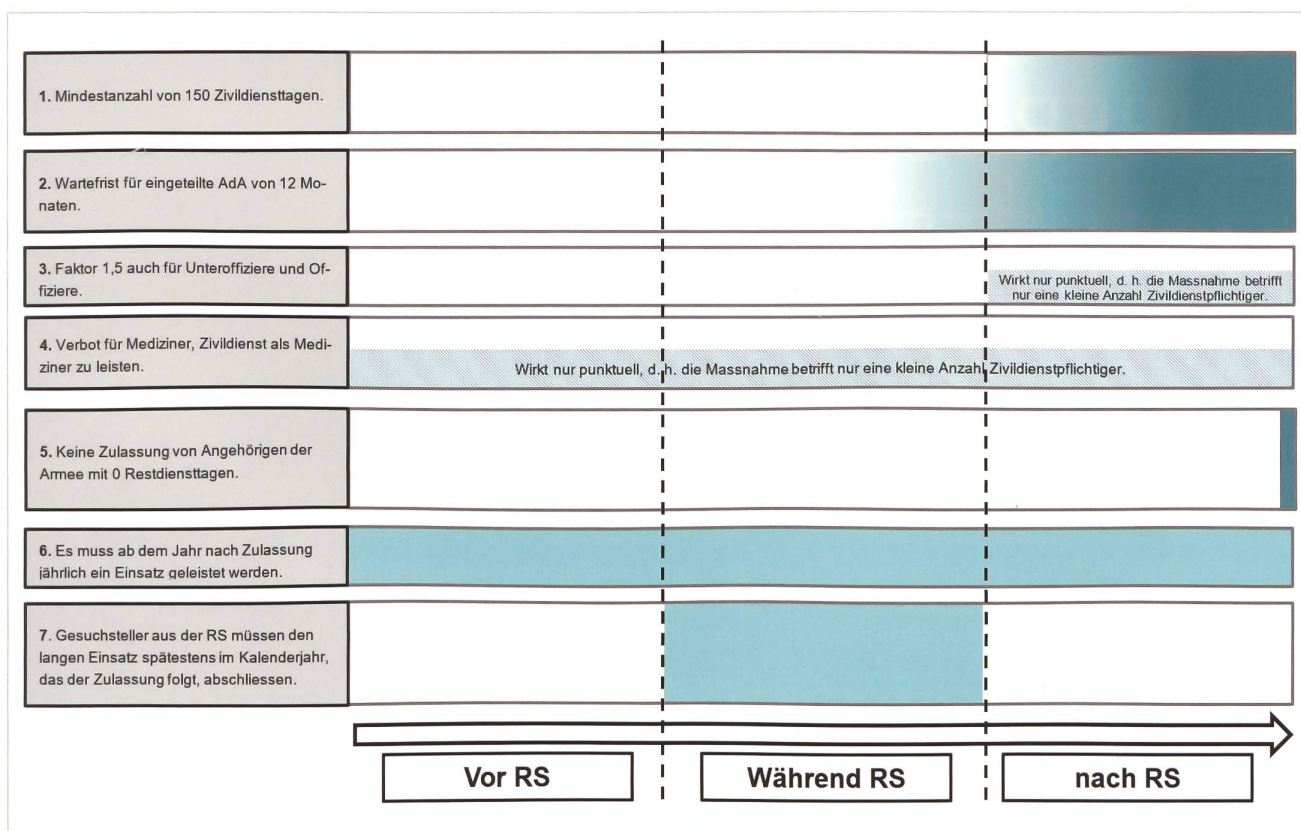 1. Mindestanzahl von 150 Zivildiensttagen.
2. Wartefrist für eingeteilte AdA von 12 Mo-
naten.
3. Faktor 1,5 auch für Unteroffiziere und Of-
fiziere.
Wirkt nur punktuell, d. h. die Massnahme betrifft
nur eine kleine Anzahl Zivildienstpflichtiger.
4. Verbot für Mediziner, Zivildienst als Medi-
ziner zu leisten.
Wirkt nur punktuell, d. h. die Massnahme betrifft nur eine kleine Anzahl Zivildienstpflichtiger.
5. Keine Zulassung von Angehörigen der
Armee mit 0 Restdiensttagen.
6. Es muss ab dem Jahr nach Zulassung
jährlich ein Einsatz geleistet werden.
7. Gesuchsteller aus der RS müssen den
langen Einsatz spätestens im Kalenderjahr,
das der Zulassung folgt, abschliessen.
Vor RS
Während RS
nach RS